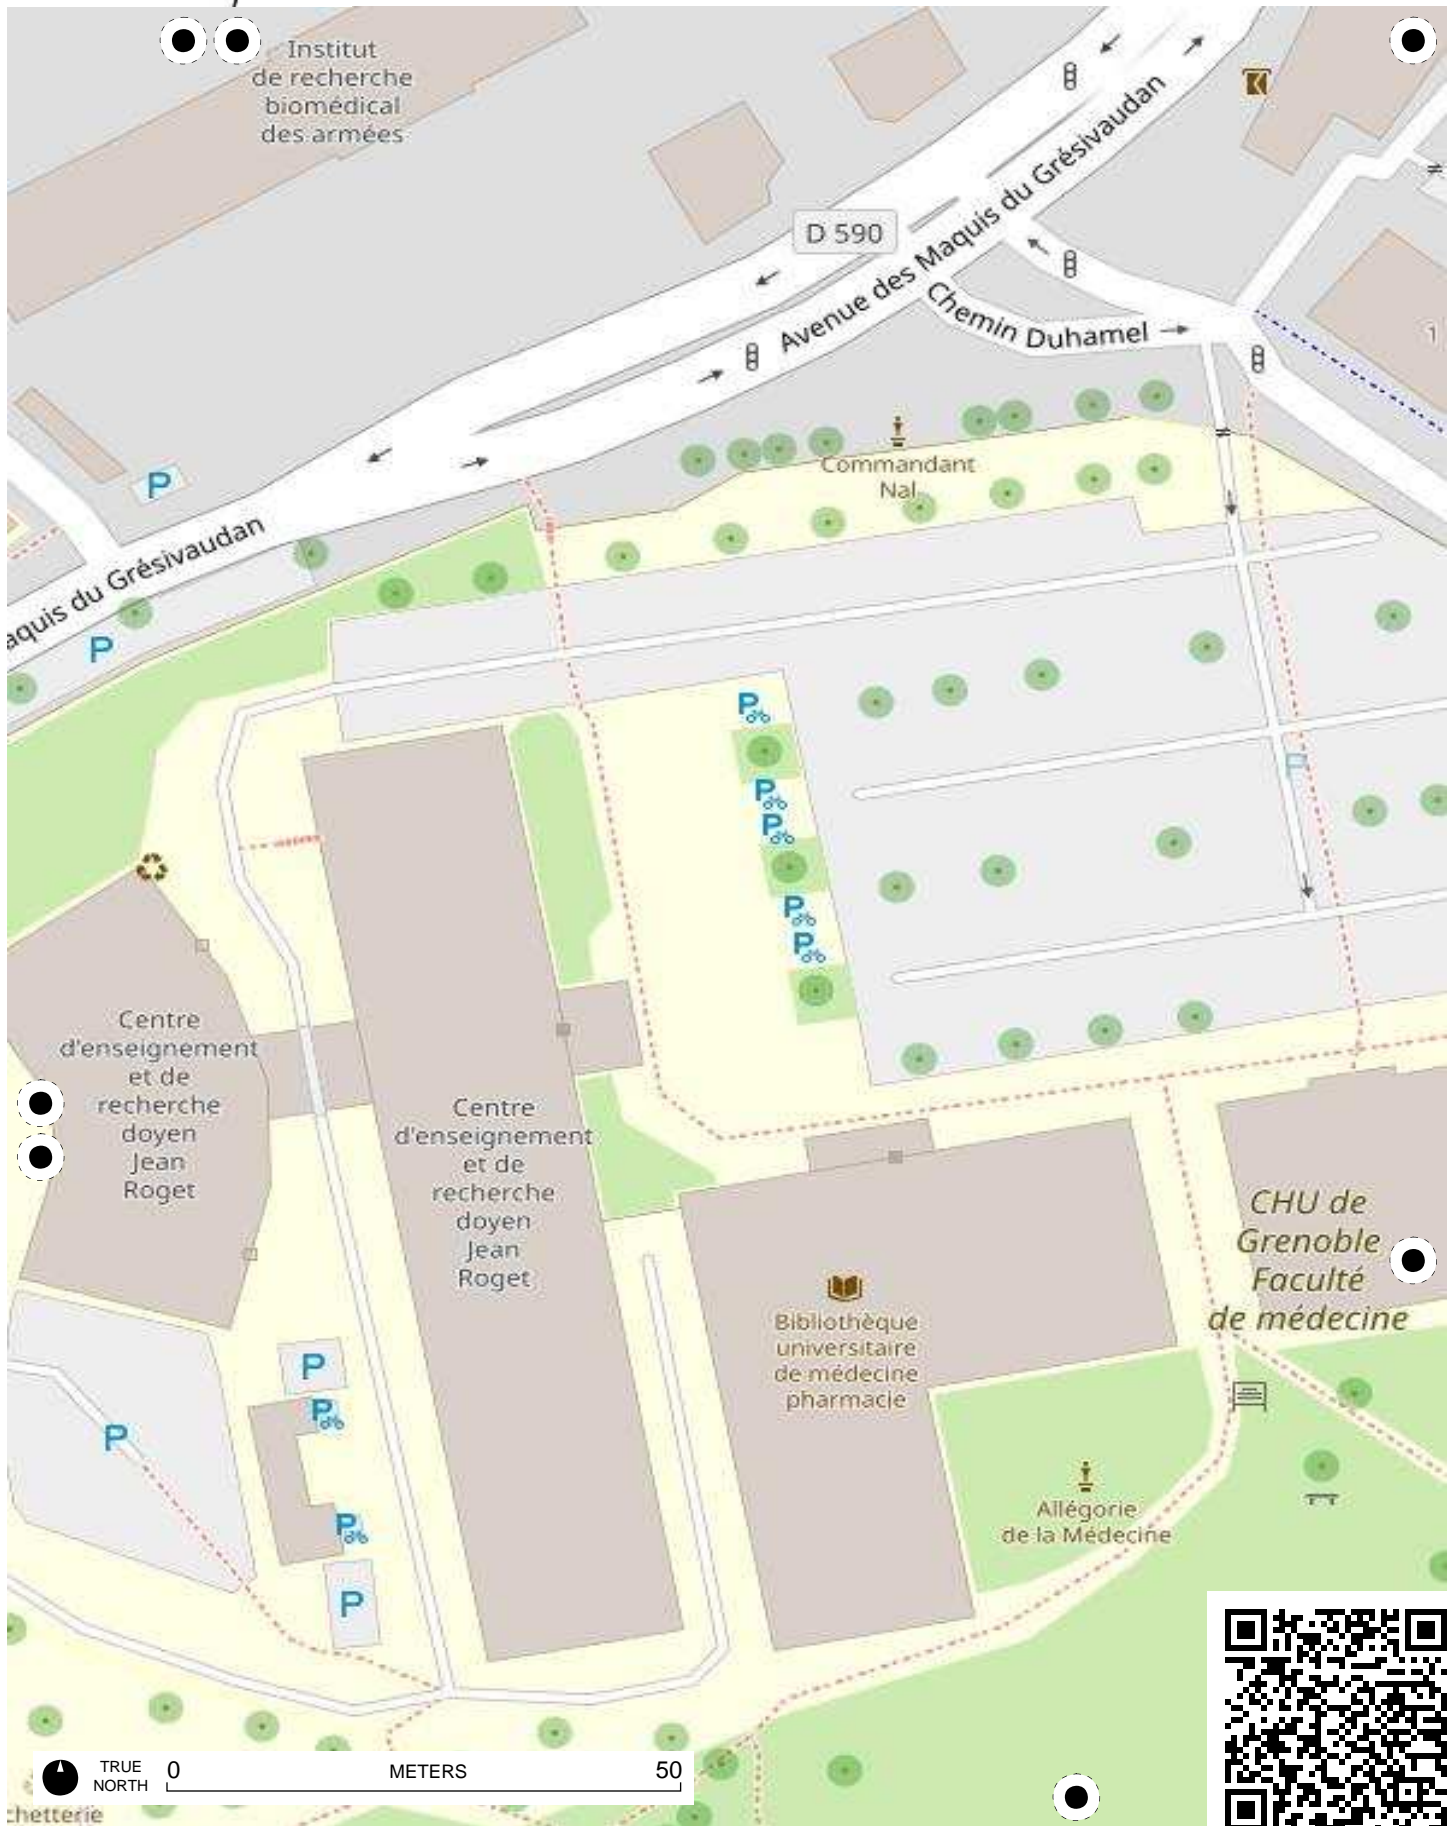 Institut
de recherche
biomédical
des armées
D 590
Avenue des Maquis du Grésivaudan
Chemin Duhamel
1
P
Commandant
Nal
aquis du Grésivaudan
P
P
P
P
P
P
P
Centre
d'enseignement
et de
recherche
doyen
Jean
Roget
Centre
d'enseignement
et de
recherche
doyen
Jean
Roget
CHU de
Grenoble
Faculté
de médecine
Bibliothèque
universitaire
de médecine
pharmacie
P
P
P
Allégorie
de la Médecine
P
P
TRUE
NORTH
0
METERS
50
chetterie